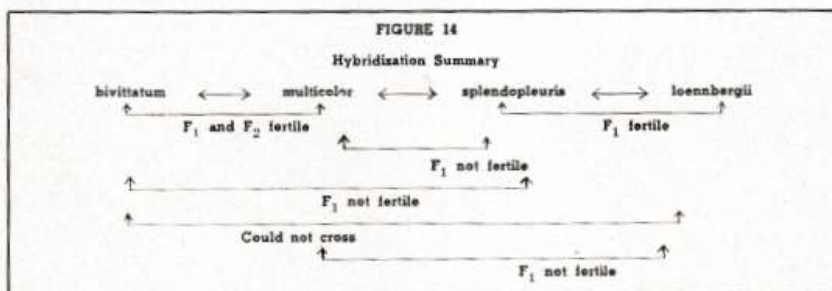 FIGURE 14
Hybridization Summary
bivittatum ⟷ multicolor ⟷ splendopleuris ⟷ loennbergii
F₁ and F₂ fertile F₁ fertile
F₁ not fertile
F₁ not fertile
Could not cross
F₁ not fertile